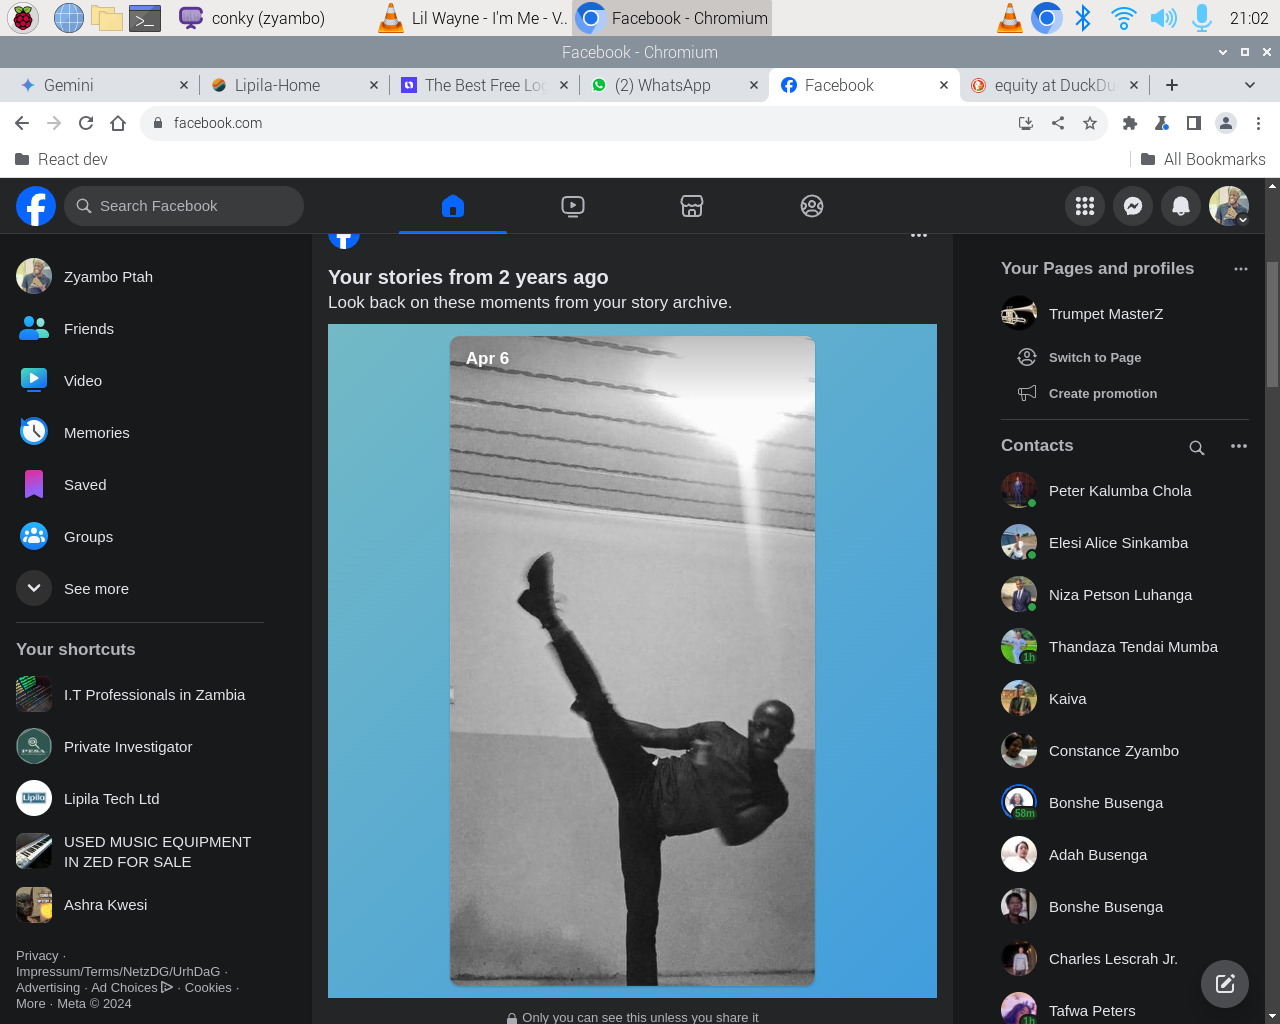 conky (zyambo)
Lil Wayne - I'm Me - V..
Facebook - Chromium
21:02
Facebook - Chromium
Gemini
Lipila-Home
The Best Free Log
(2) WhatsApp
Facebook
equity at DuckDu
facebook.com
React dev
All Bookmarks
Search Facebook
Zyambo Ptah
Friends
Video
Memories
Saved
Groups
See more
Your shortcuts
I.T Professionals in Zambia
Private Investigator
Lipila Tech Ltd
USED MUSIC EQUIPMENT
IN ZED FOR SALE
Ashra Kwesi
Privacy ·
Impressum/Terms/NetzDG/UrhDaG ·
Advertising · Ad Choices · Cookies ·
More · Meta © 2024
Your stories from 2 years ago
Look back on these moments from your story archive.
Apr 6
Only you can see this unless you share it
Your Pages and profiles
Trumpet MasterZ
Switch to Page
Create promotion
Contacts
Peter Kalumba Chola
Elesi Alice Sinkamba
Niza Petson Luhanga
Thandaza Tendai Mumba
1h
Kaiva
Constance Zyambo
Bonshe Busenga
58m
Adah Busenga
Bonshe Busenga
Charles Lescrah Jr.
Tafwa Peters
1h